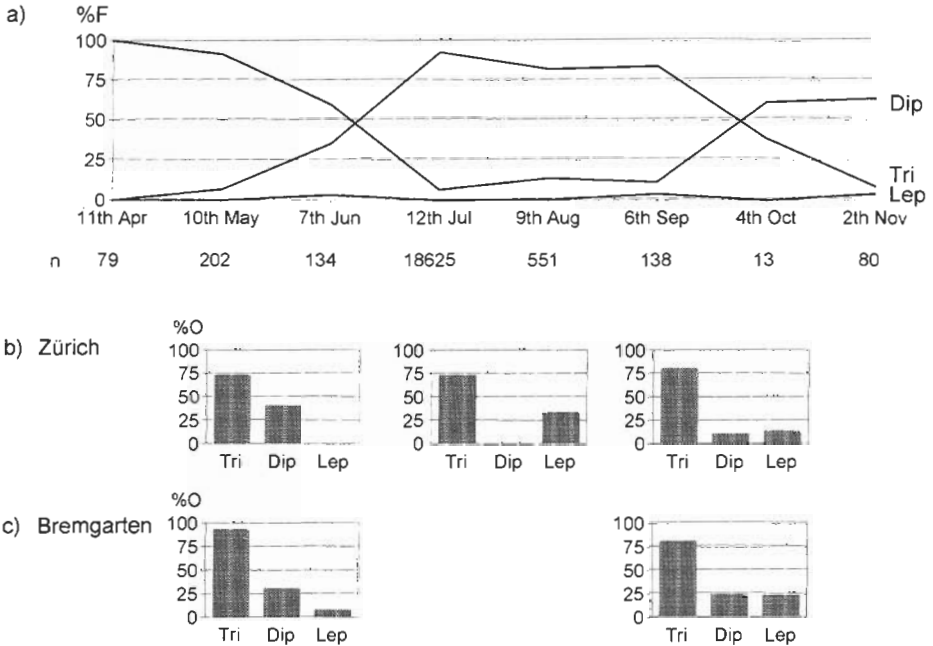 a) %F
100
75
50
25
0
Dip
Tri
Lep
11th Apr 10th May 7th Jun 12th Jul 9th Aug 6th Sep 4th Oct 2th Nov
n 79 202 134 18625 551 138 13 80
%O
b) Zürich
100 100 100
75 75 75
50 50 50
25 25 25
0 0 0
Tri Dip Lep Tri Dip Lep Tri Dip Lep
%O
c) Bremgarten
100 100
75 75
50 50
25 25
0 0
Tri Dip Lep Tri Dip Lep